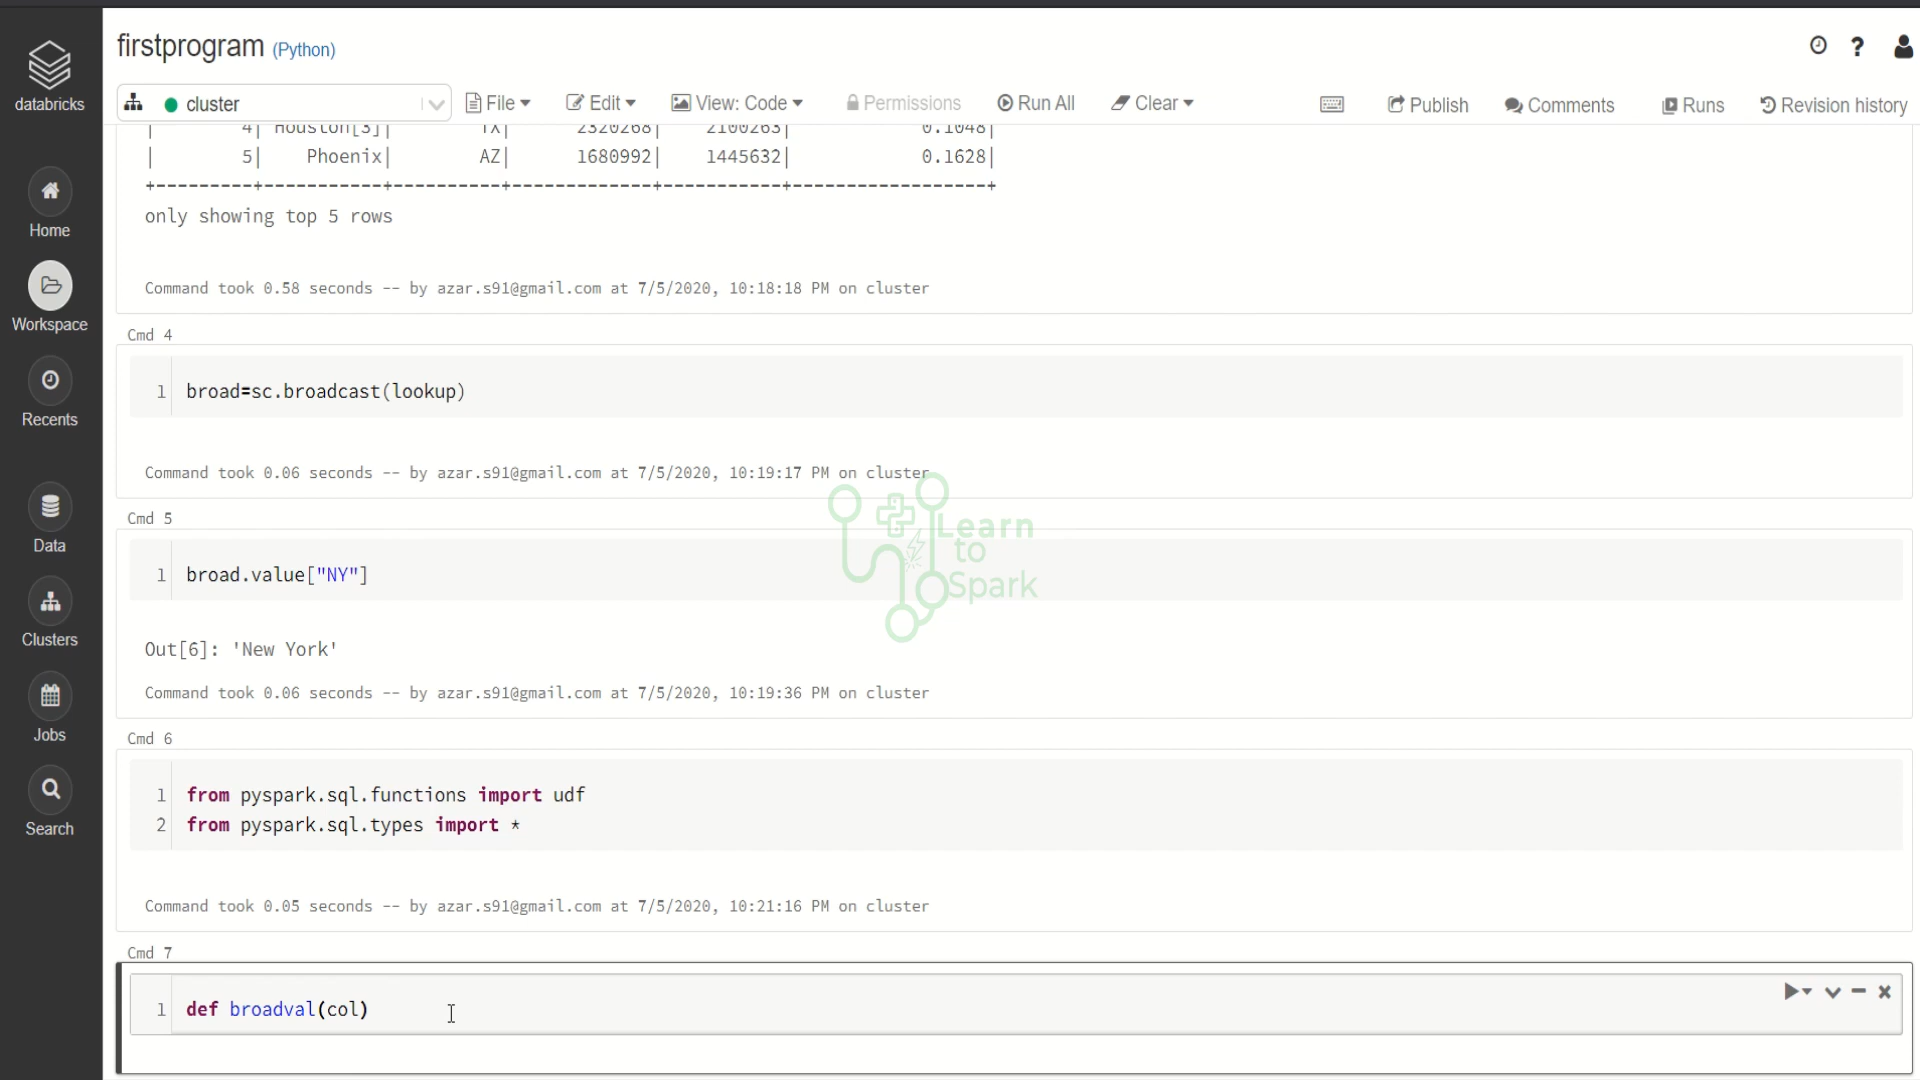 firstprogram (Python)
databricks
cluster
File
Edit
View: Code
Permissions
Run All
Clear
Publish
Comments
Runs
Revision history
| 4| Houston[3]| TX| 2320268| 2100263| 0.1048|
| 5| Phoenix| AZ| 1680992| 1445632| 0.1628|
+---------+-----------+----------+-------------+-----------+------------------+
only showing top 5 rows
Command took 0.58 seconds -- by azar.s91@gmail.com at 7/5/2020, 10:18:18 PM on cluster
Cmd 4
1 broad=sc.broadcast(lookup)
Command took 0.06 seconds -- by azar.s91@gmail.com at 7/5/2020, 10:19:17 PM on cluster
Cmd 5
1 broad.value["NY"]
Out[6]: 'New York'
Command took 0.06 seconds -- by azar.s91@gmail.com at 7/5/2020, 10:19:36 PM on cluster
Cmd 6
1 from pyspark.sql.functions import udf
2 from pyspark.sql.types import *
Command took 0.05 seconds -- by azar.s91@gmail.com at 7/5/2020, 10:21:16 PM on cluster
Cmd 7
1 def broadval(col)
Home
Workspace
Recents
Data
Clusters
Jobs
Search
Learn
to
Spark